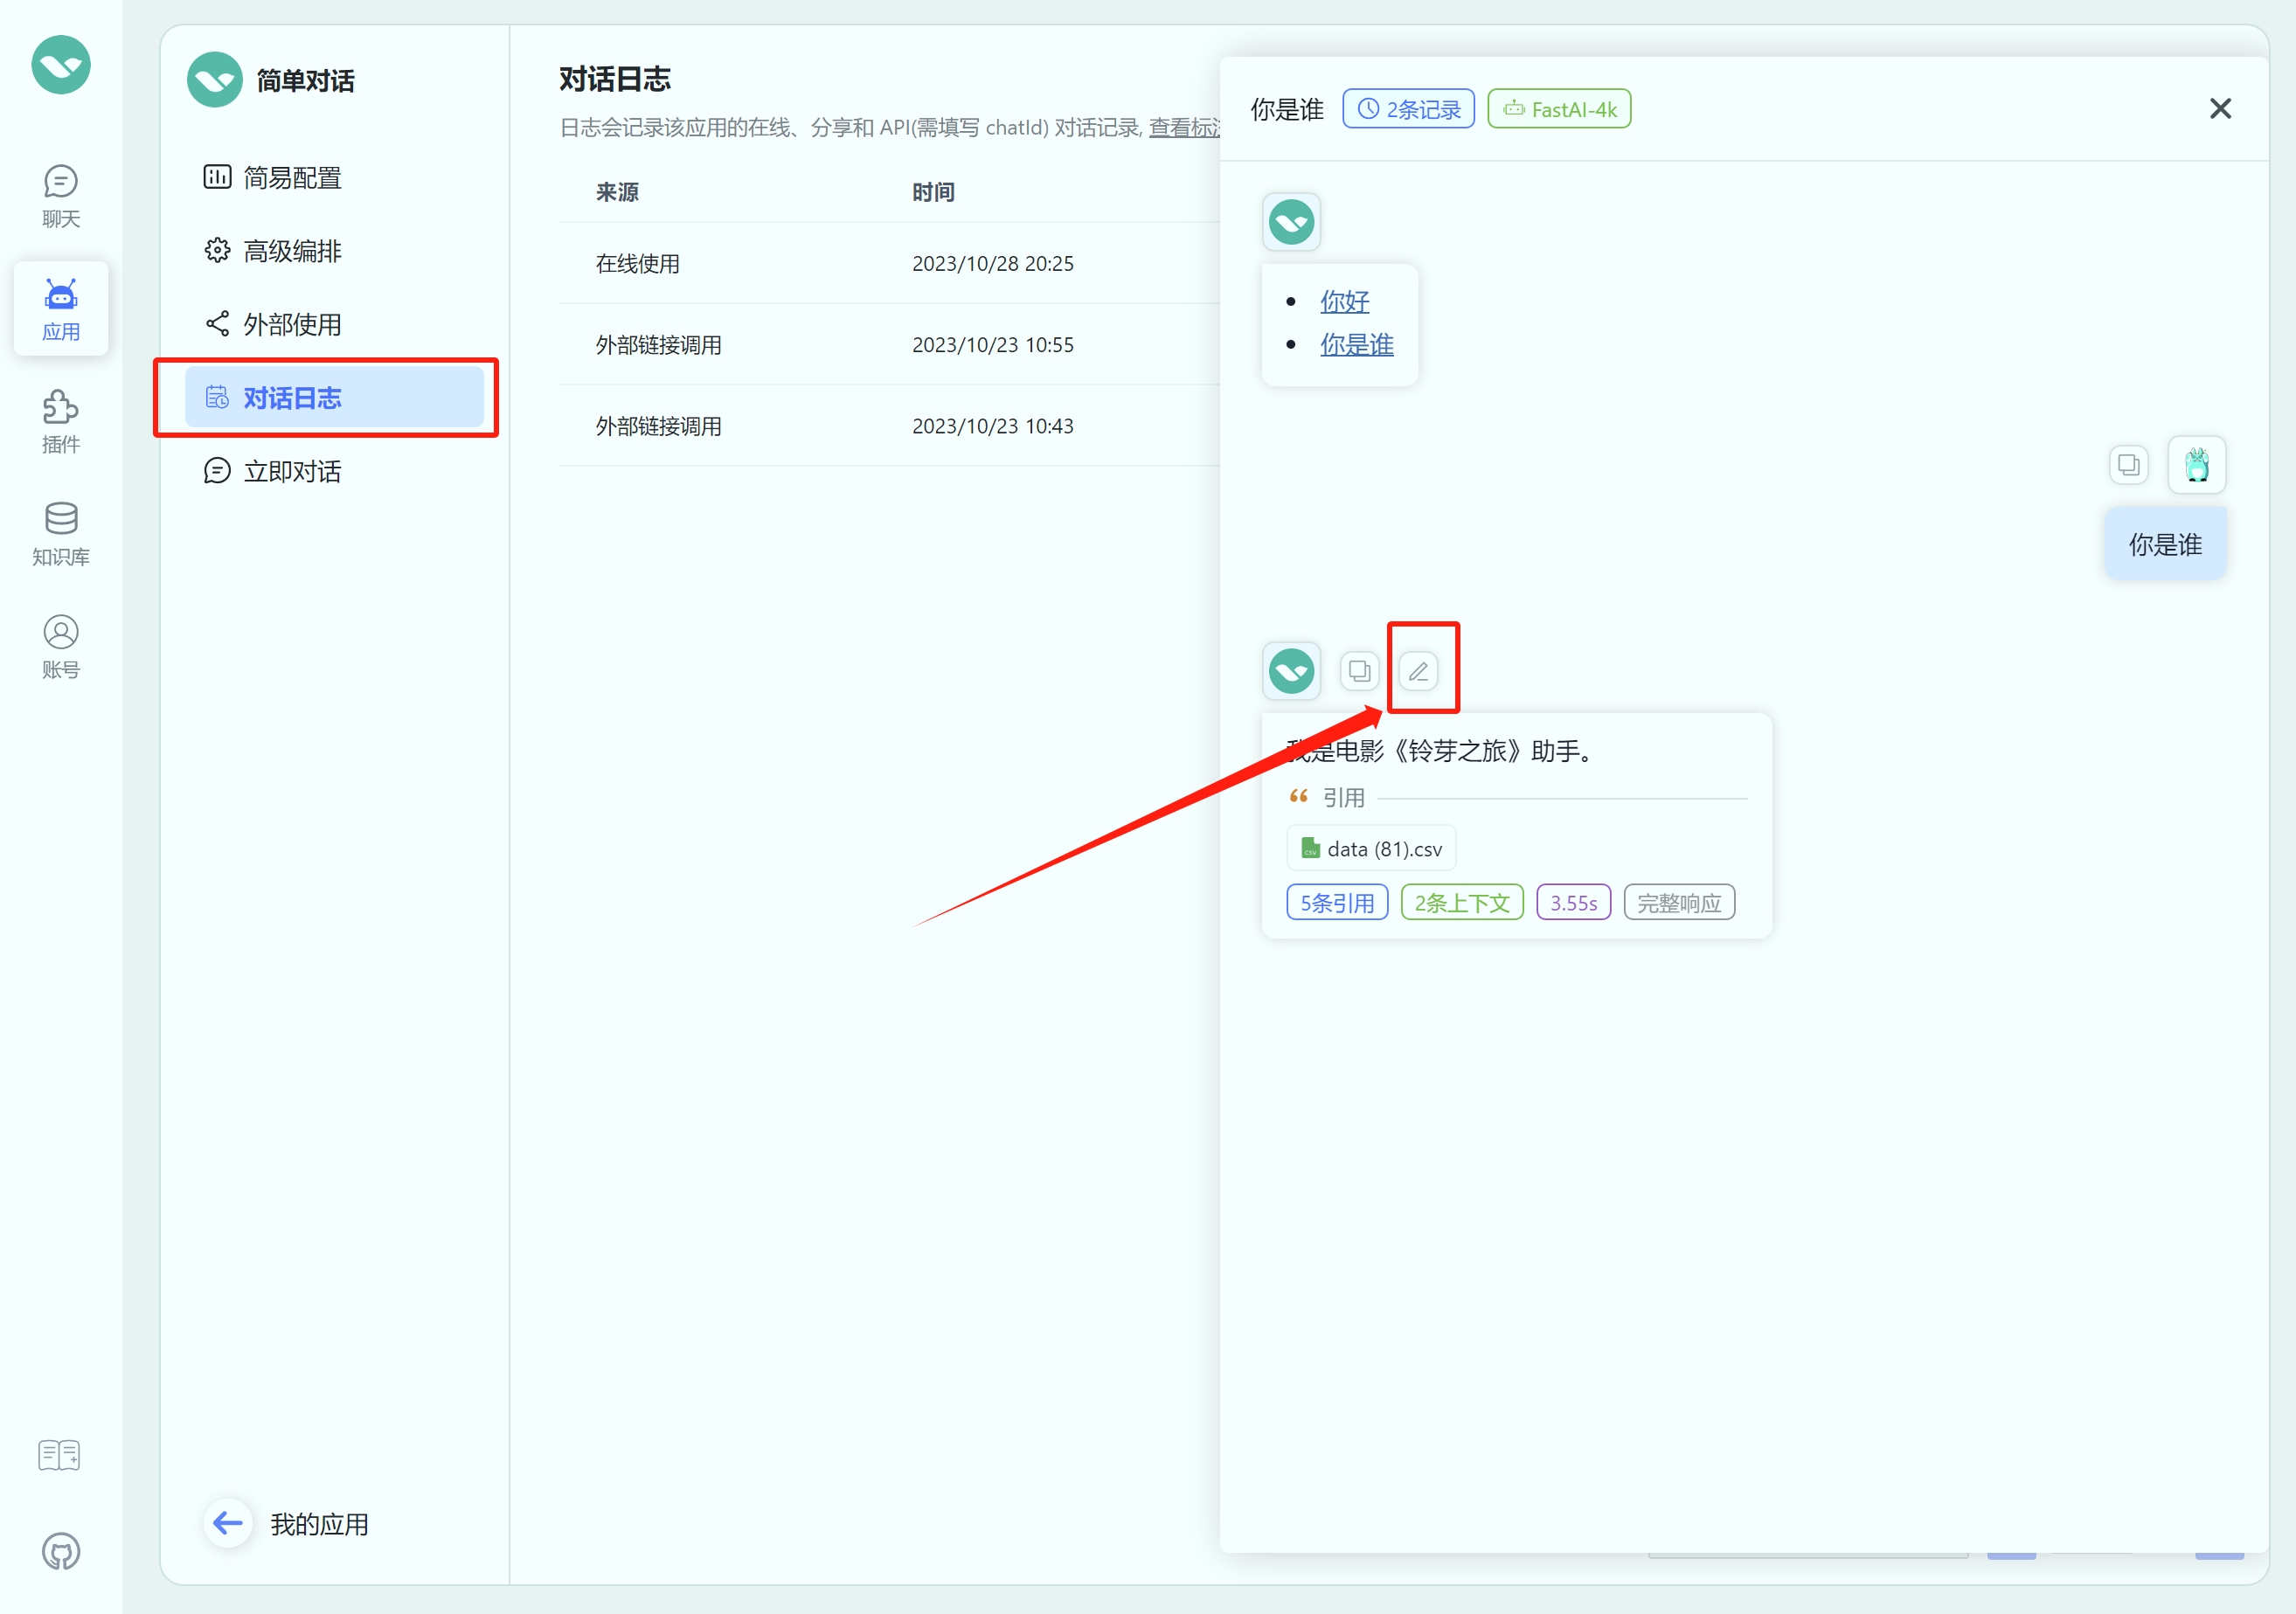 聊天
应用
插件
知识库
账号
简单对话
简易配置
高级编排
外部使用
对话日志
立即对话
我的应用
对话日志
日志会记录该应用的在线、分享和 API(需填写 chatId) 对话记录, 查看标注
来源 时间
在线使用 2023/10/28 20:25
外部链接调用 2023/10/23 10:55
外部链接调用 2023/10/23 10:43
你是谁 2条记录 FastAI-4k
你好
你是谁
你是谁
我是电影《铃芽之旅》助手。
引用
data (81).csv
5条引用 2条上下文 3.55s 完整响应